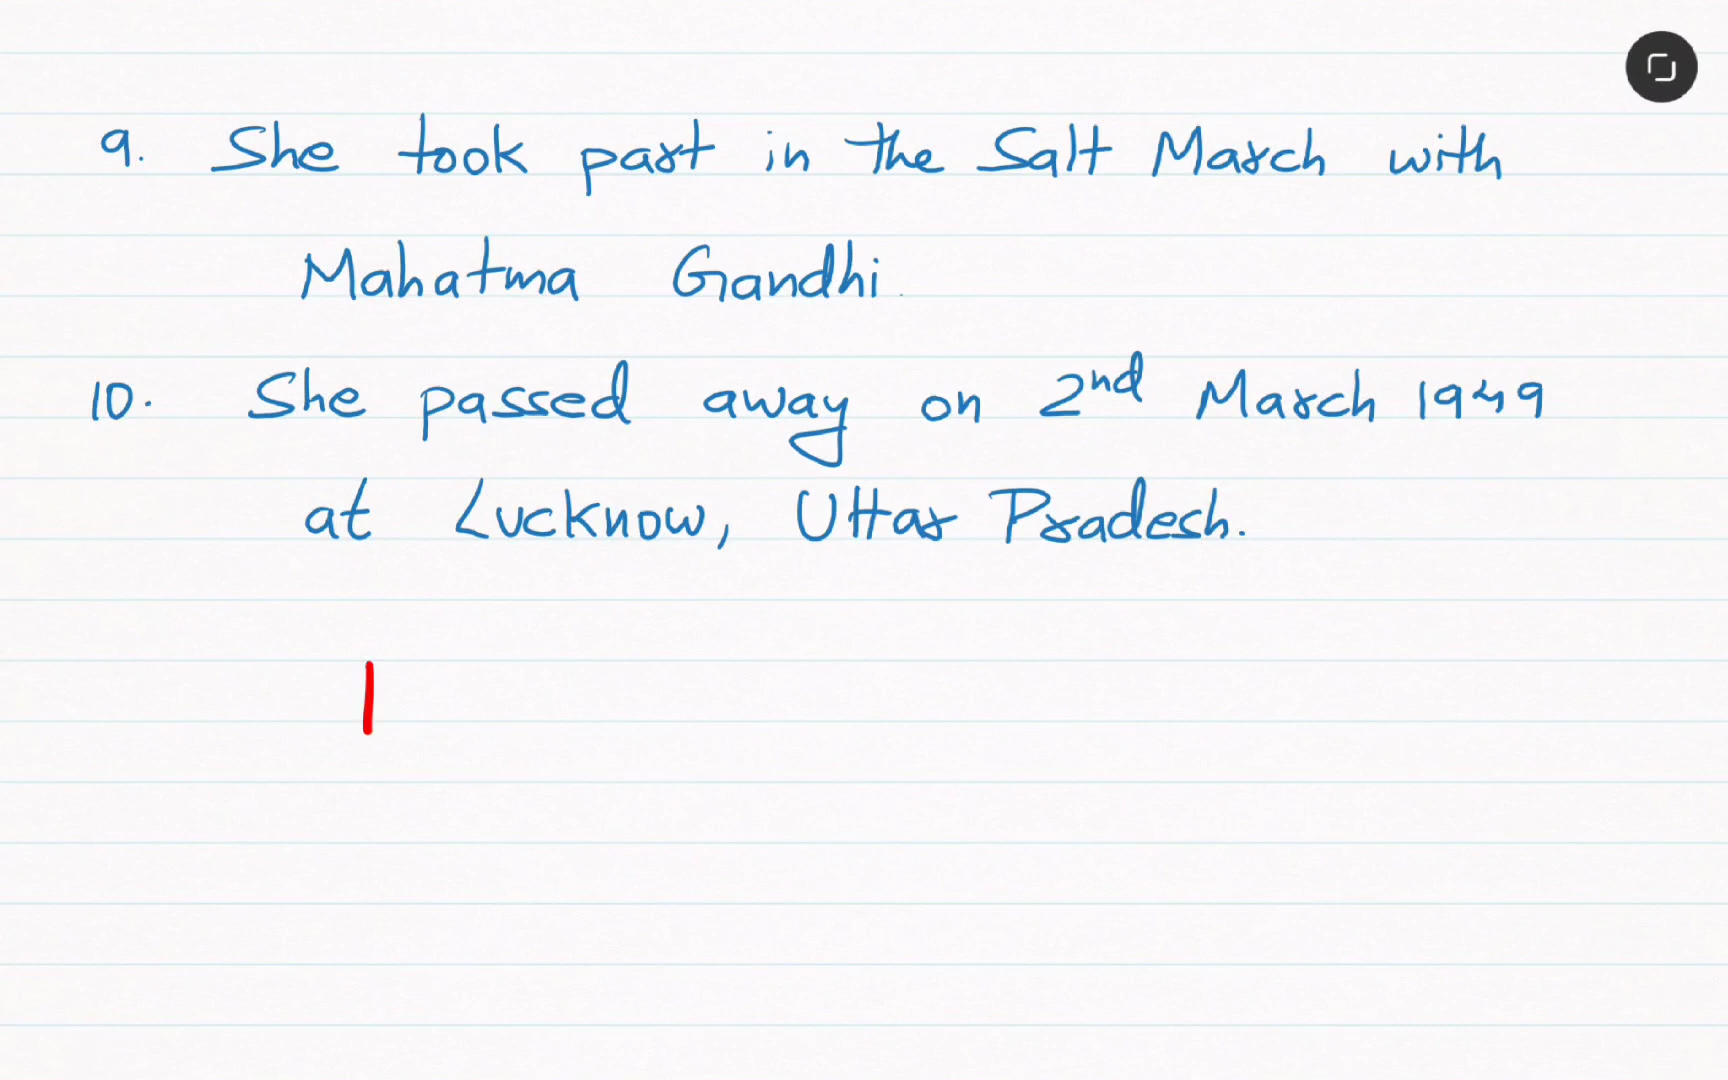 9. She took part in the Salt March with
Mahatma Gandhi.
10. She passed away on 2nd March 1949
at Lucknow, Uttar Pradesh.